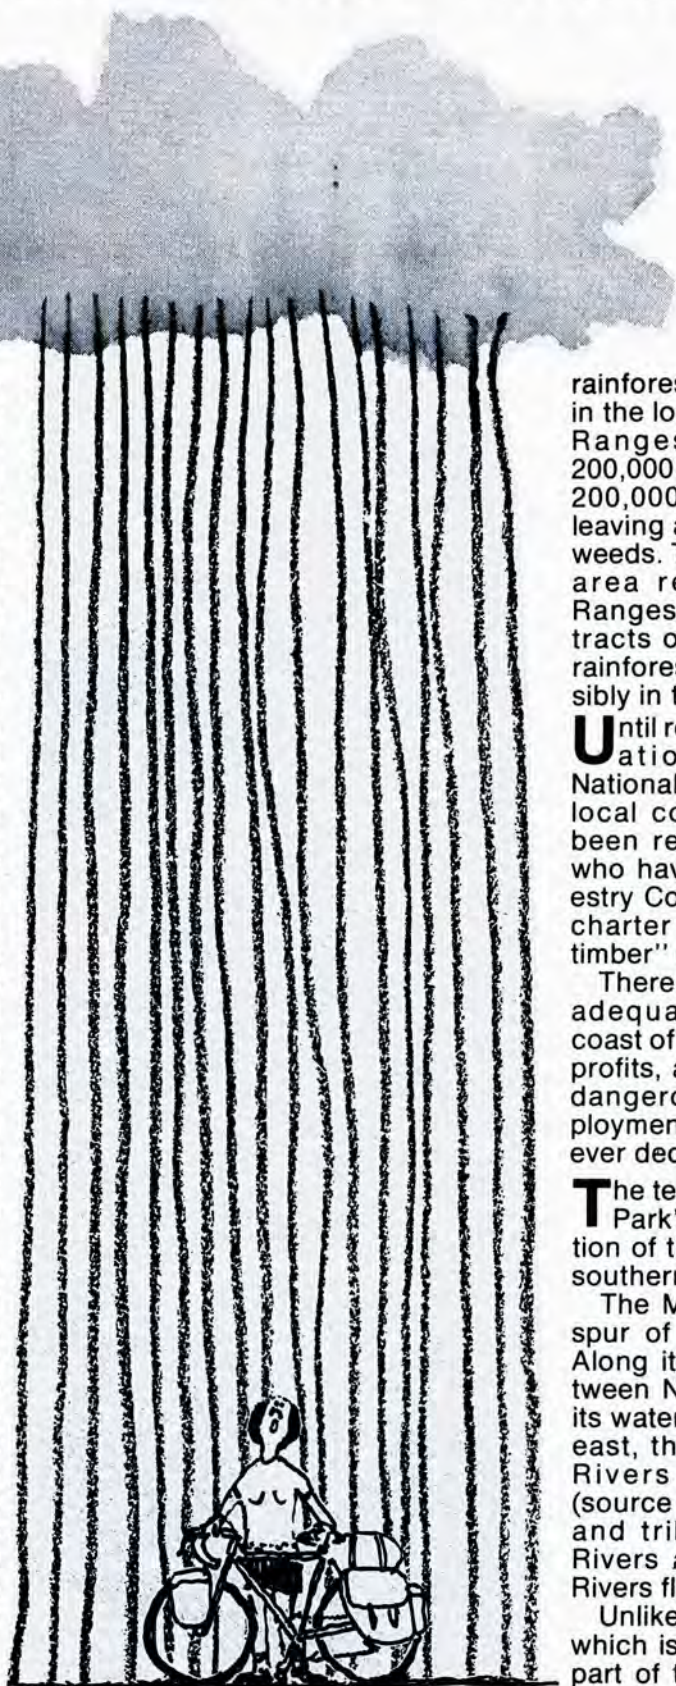 rainfores
in the lo
Ranges
200,000
200,000
leaving a
weeds. T
area re
Ranges
tracts o
rainfores
sibly in t
Until re
atio
National
local co
been re
who hav
estry Co
charter
timber"
There
adequa
coast of
profits, a
dangero
ploymen
ever dec
The te
Park'
tion of t
southern
The M
spur of
Along it
tween N
its water
east, th
Rivers
(source
and tril
Rivers
Rivers fl
Unlike
which is
part of t